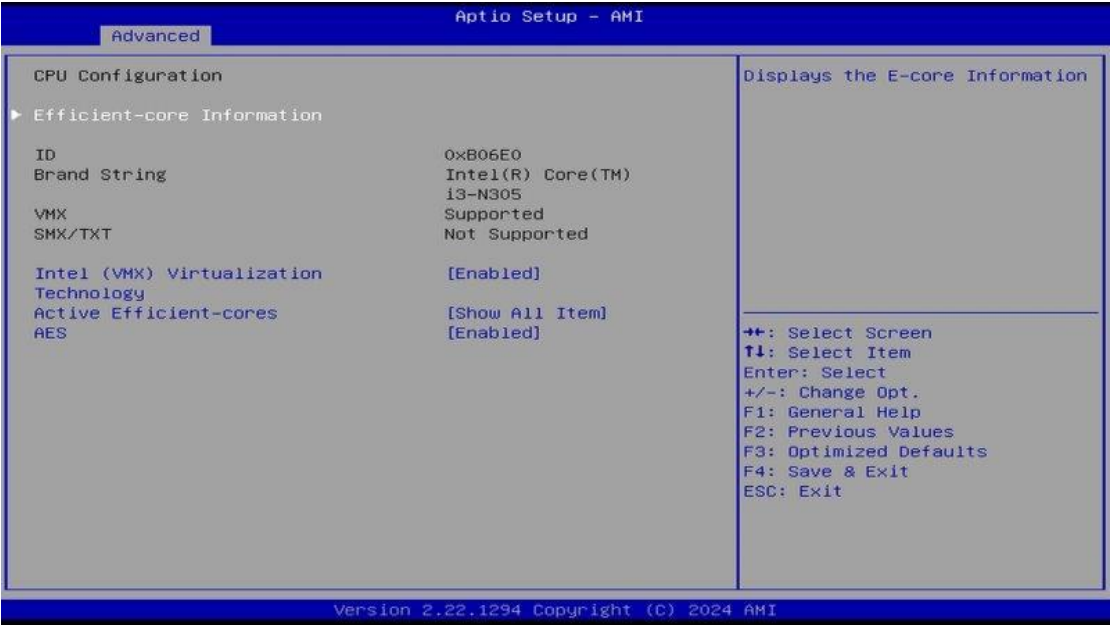 Aptio Setup - AMI
Advanced
CPU Configuration
Efficient-core Information
ID 0xB06E0
Brand String Intel(R) Core(TM)
i3-N305
VMX Supported
SMX/TXT Not Supported
Intel (VMX) Virtualization [Enabled]
Technology
Active Efficient-cores [Show All Item]
AES [Enabled]
Displays the E-core Information
→←: Select Screen
↑↓: Select Item
Enter: Select
+/-: Change Opt.
F1: General Help
F2: Previous Values
F3: Optimized Defaults
F4: Save & Exit
ESC: Exit
Version 2.22.1294 Copyright (C) 2024 AMI